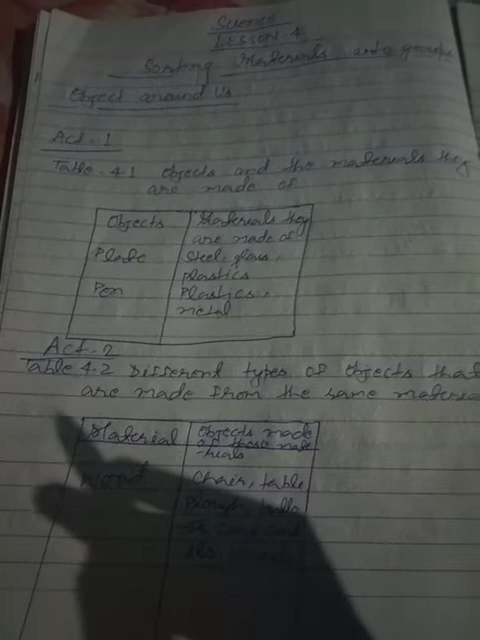 Science
LESSON-4
Sorting Materials into groups
Object around us
Act-1
Table-4.1 Objects and the materials they
are made of
Objects
Materials they
are made of
Plate
Steel, glass,
plastics
Pen
Plastics,
metal
Act-2
Table 4.2 Different types of objects that
are made from the same materia
Material
Objects made
of these mate
-rials
Wood
Chair, table